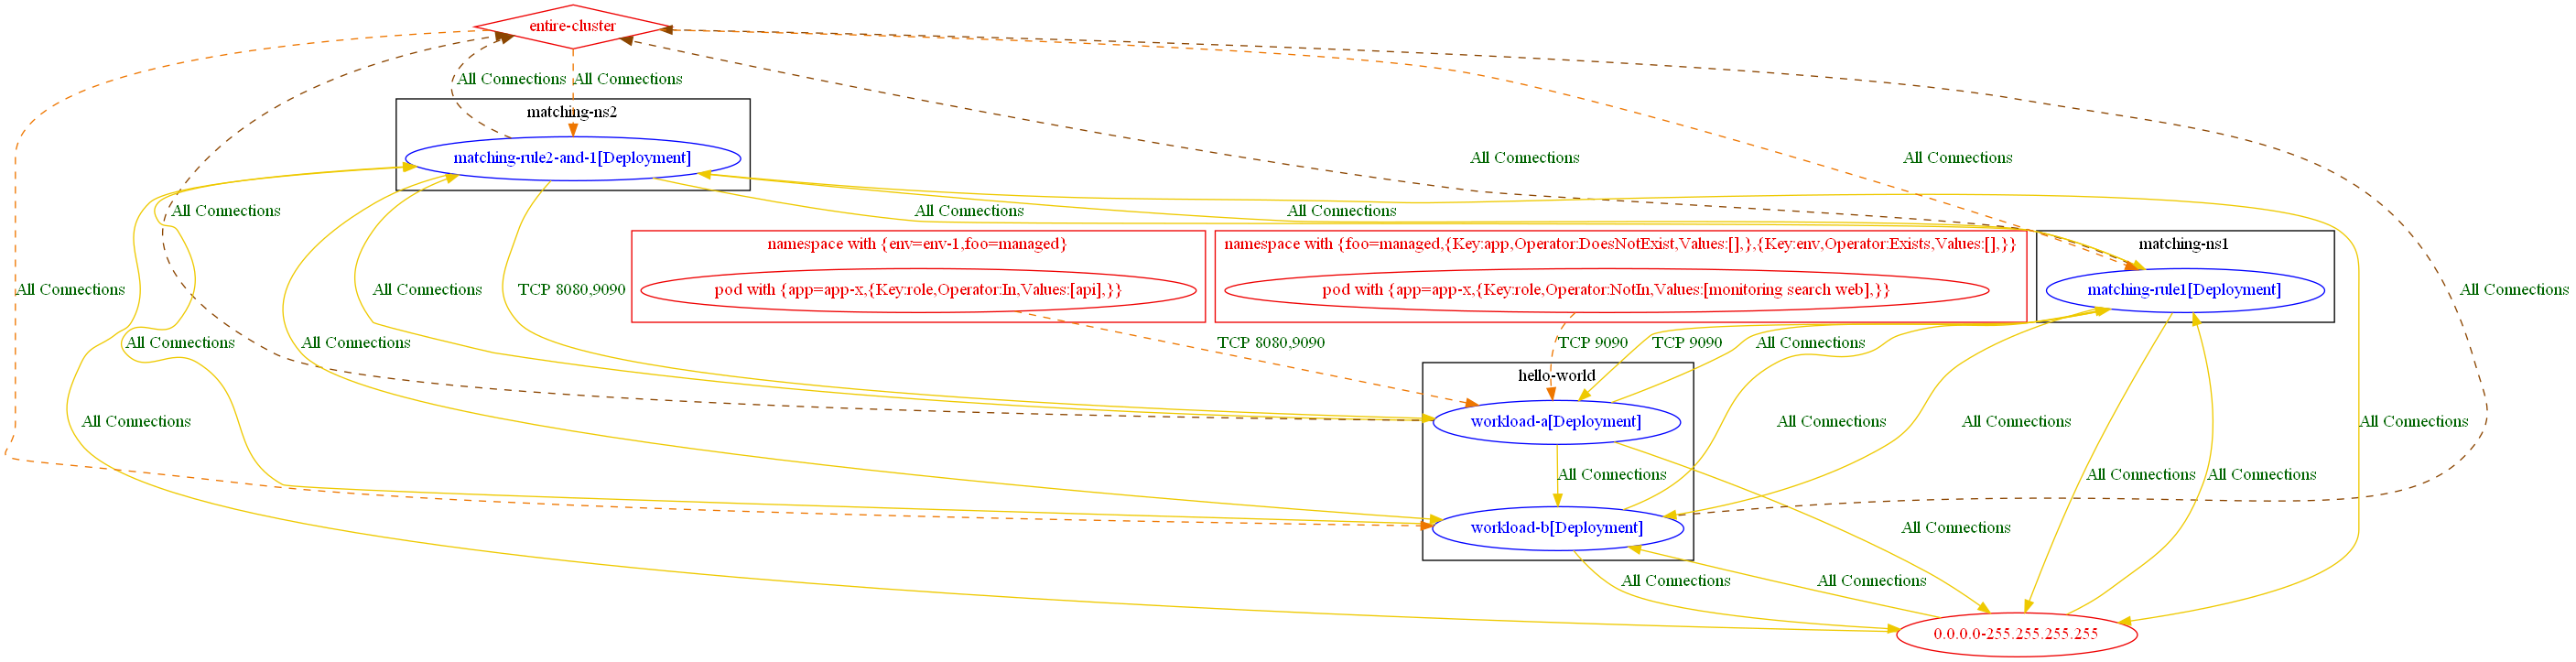 entire-cluster
All Connections
All Connections
matching-ns2
matching-rule2-and-1[Deployment]
All Connections
All Connections
All Connections
All Connections
All Connections
namespace with {env=env-1,foo=managed}
namespace with {foo=managed,{Key:app,Operator:DoesNotExist,Values:[],},{Key:env,Operator:Exists,Values:[],}}
matching-ns1
All Connections
All Connections
TCP 8080,9090
pod with {app=app-x,{Key:role,Operator:In,Values:[api],}}
pod with {app=app-x,{Key:role,Operator:NotIn,Values:[monitoring search web],}}
matching-rule1[Deployment]
All Connections
All Connections
All Connections
TCP 8080,9090
TCP 9090
TCP 9090
All Connections
hello-world
All Connections
workload-a[Deployment]
All Connections
All Connections
All Connections
All Connections
All Connections
All Connections
workload-b[Deployment]
All Connections
All Connections
All Connections
0.0.0.0-255.255.255.255